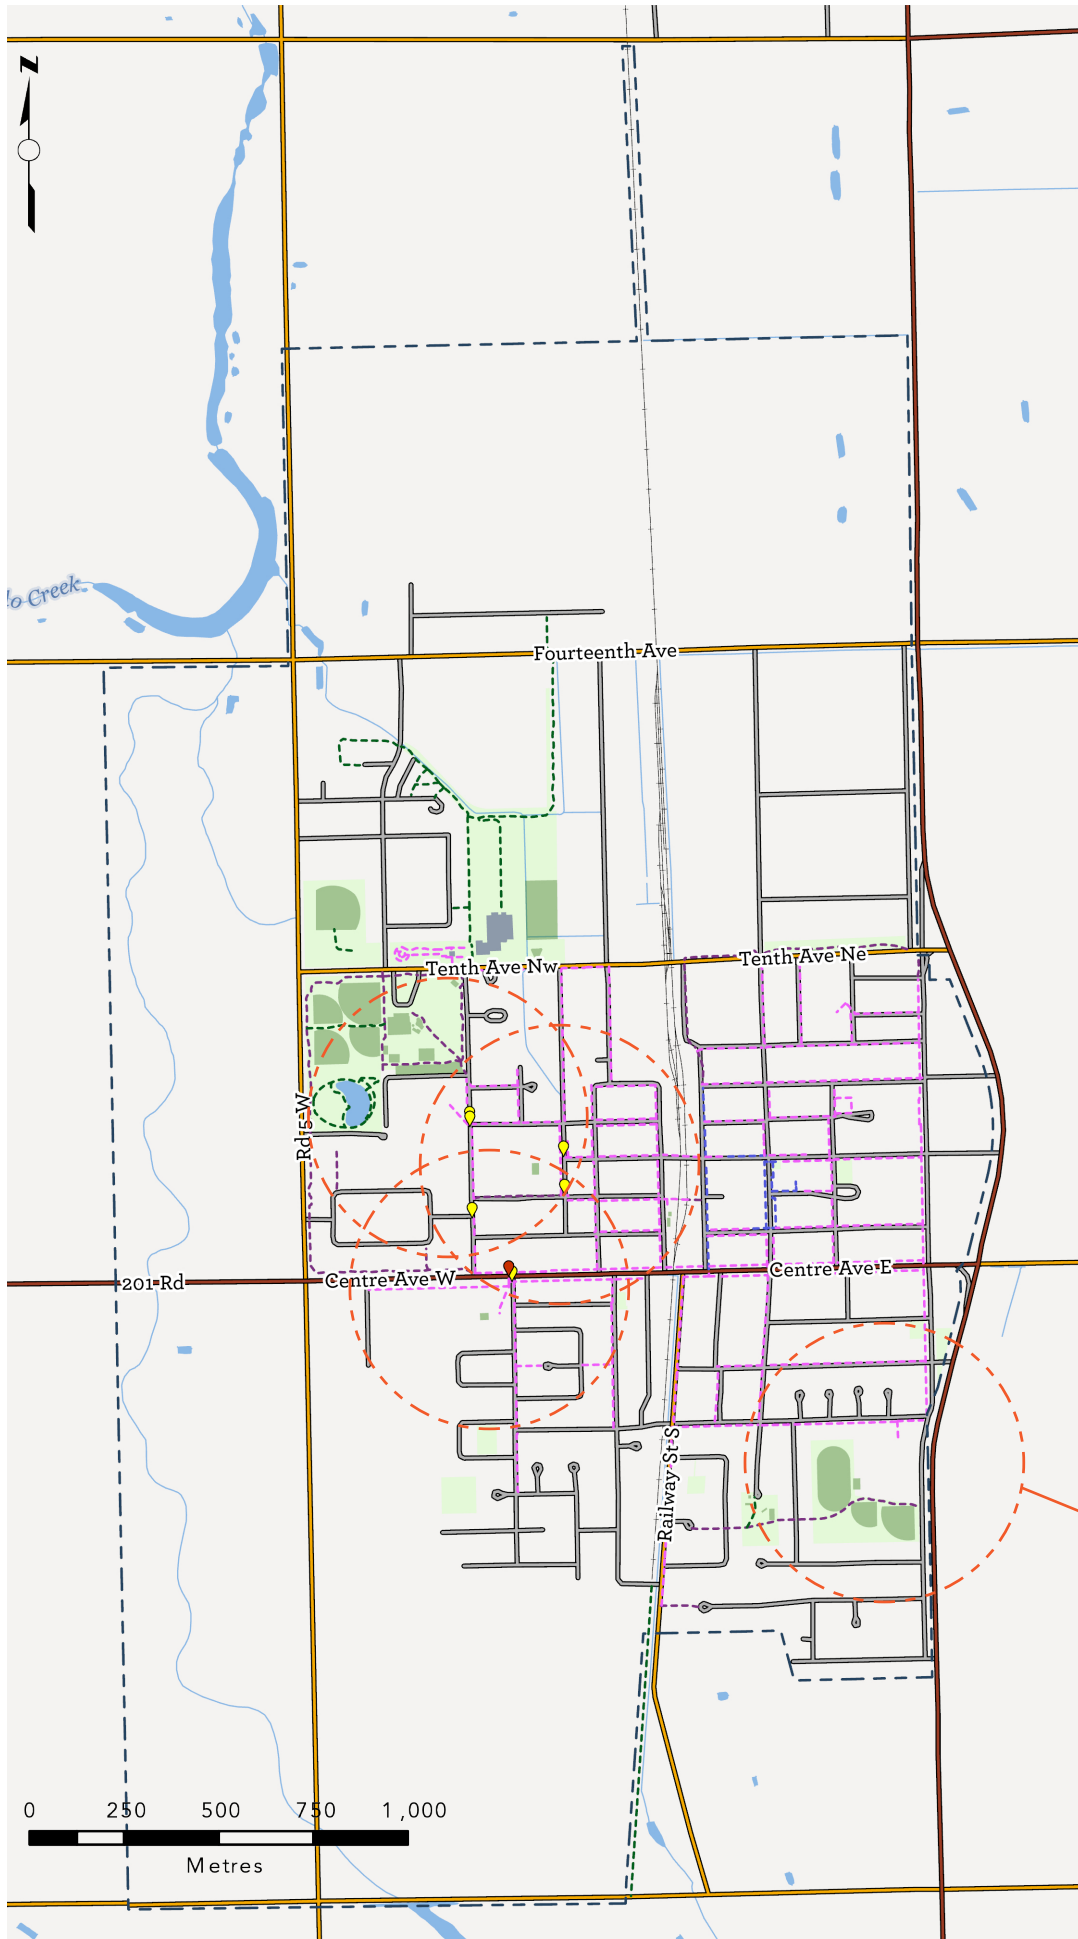 N
Creek
Fourteenth Ave
Tenth Ave Nw
Tenth Ave Ne
Rd 5 W
201 Rd
Centre Ave W
Centre Ave E
Railway St S
0 250 500 750 1,000
Metres